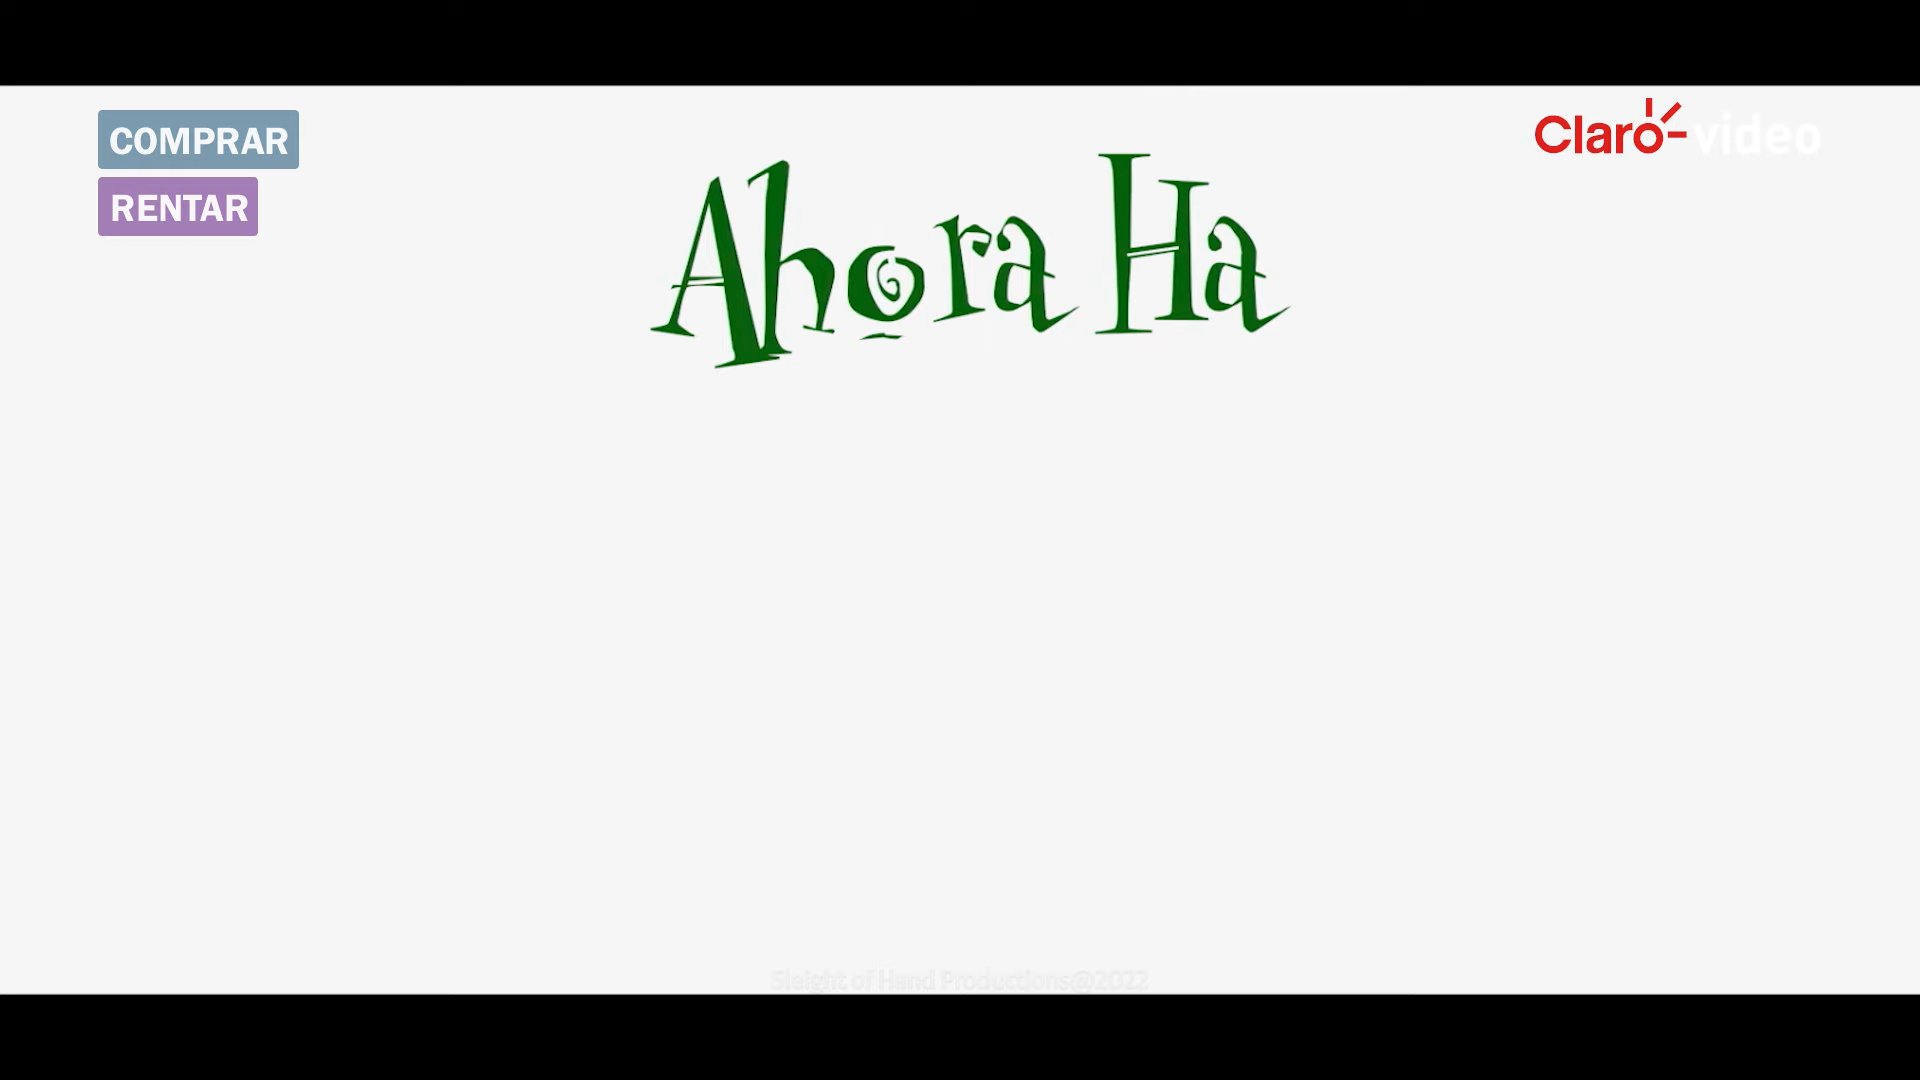 COMPRAR
RENTAR
Claro video
Ahora Ha
Sleight of Hand Productions@2022